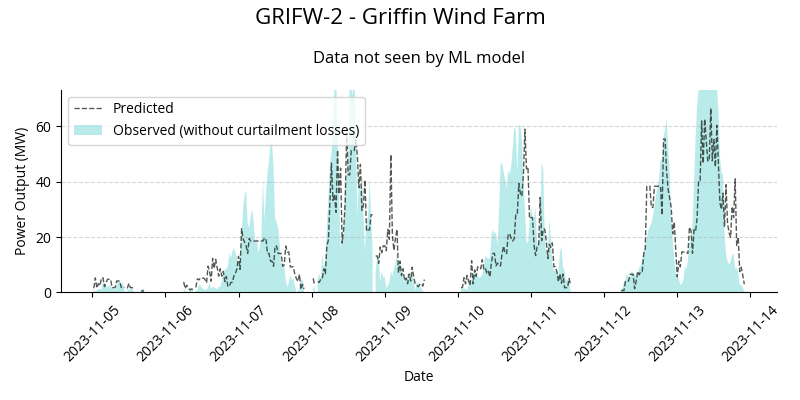 GRIFW-2 - Griffin Wind Farm
Data not seen by ML model
Predicted
Observed (without curtailment losses)
Power Output (MW)
60
40
20
0
2023-11-05
2023-11-06
2023-11-07
2023-11-08
2023-11-09
2023-11-10
2023-11-11
2023-11-12
2023-11-13
2023-11-14
Date